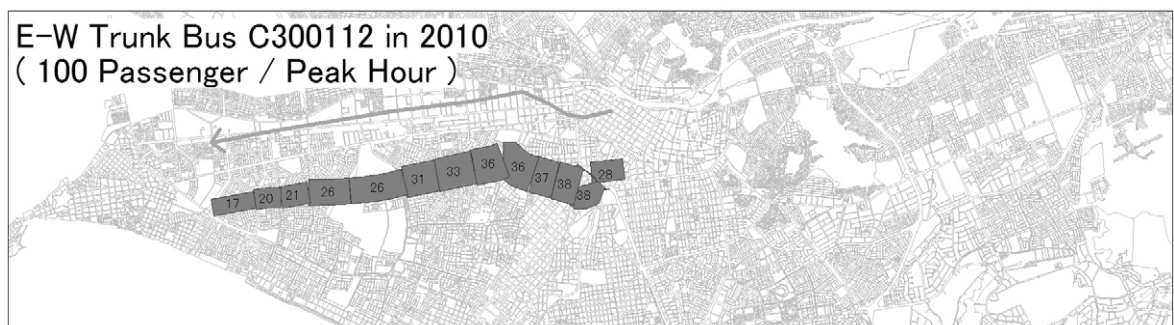 E-W Trunk Bus C300112 in 2010
( 100 Passenger / Peak Hour )
17 20 21 26 26 31 33 36 36 37 38 38 28